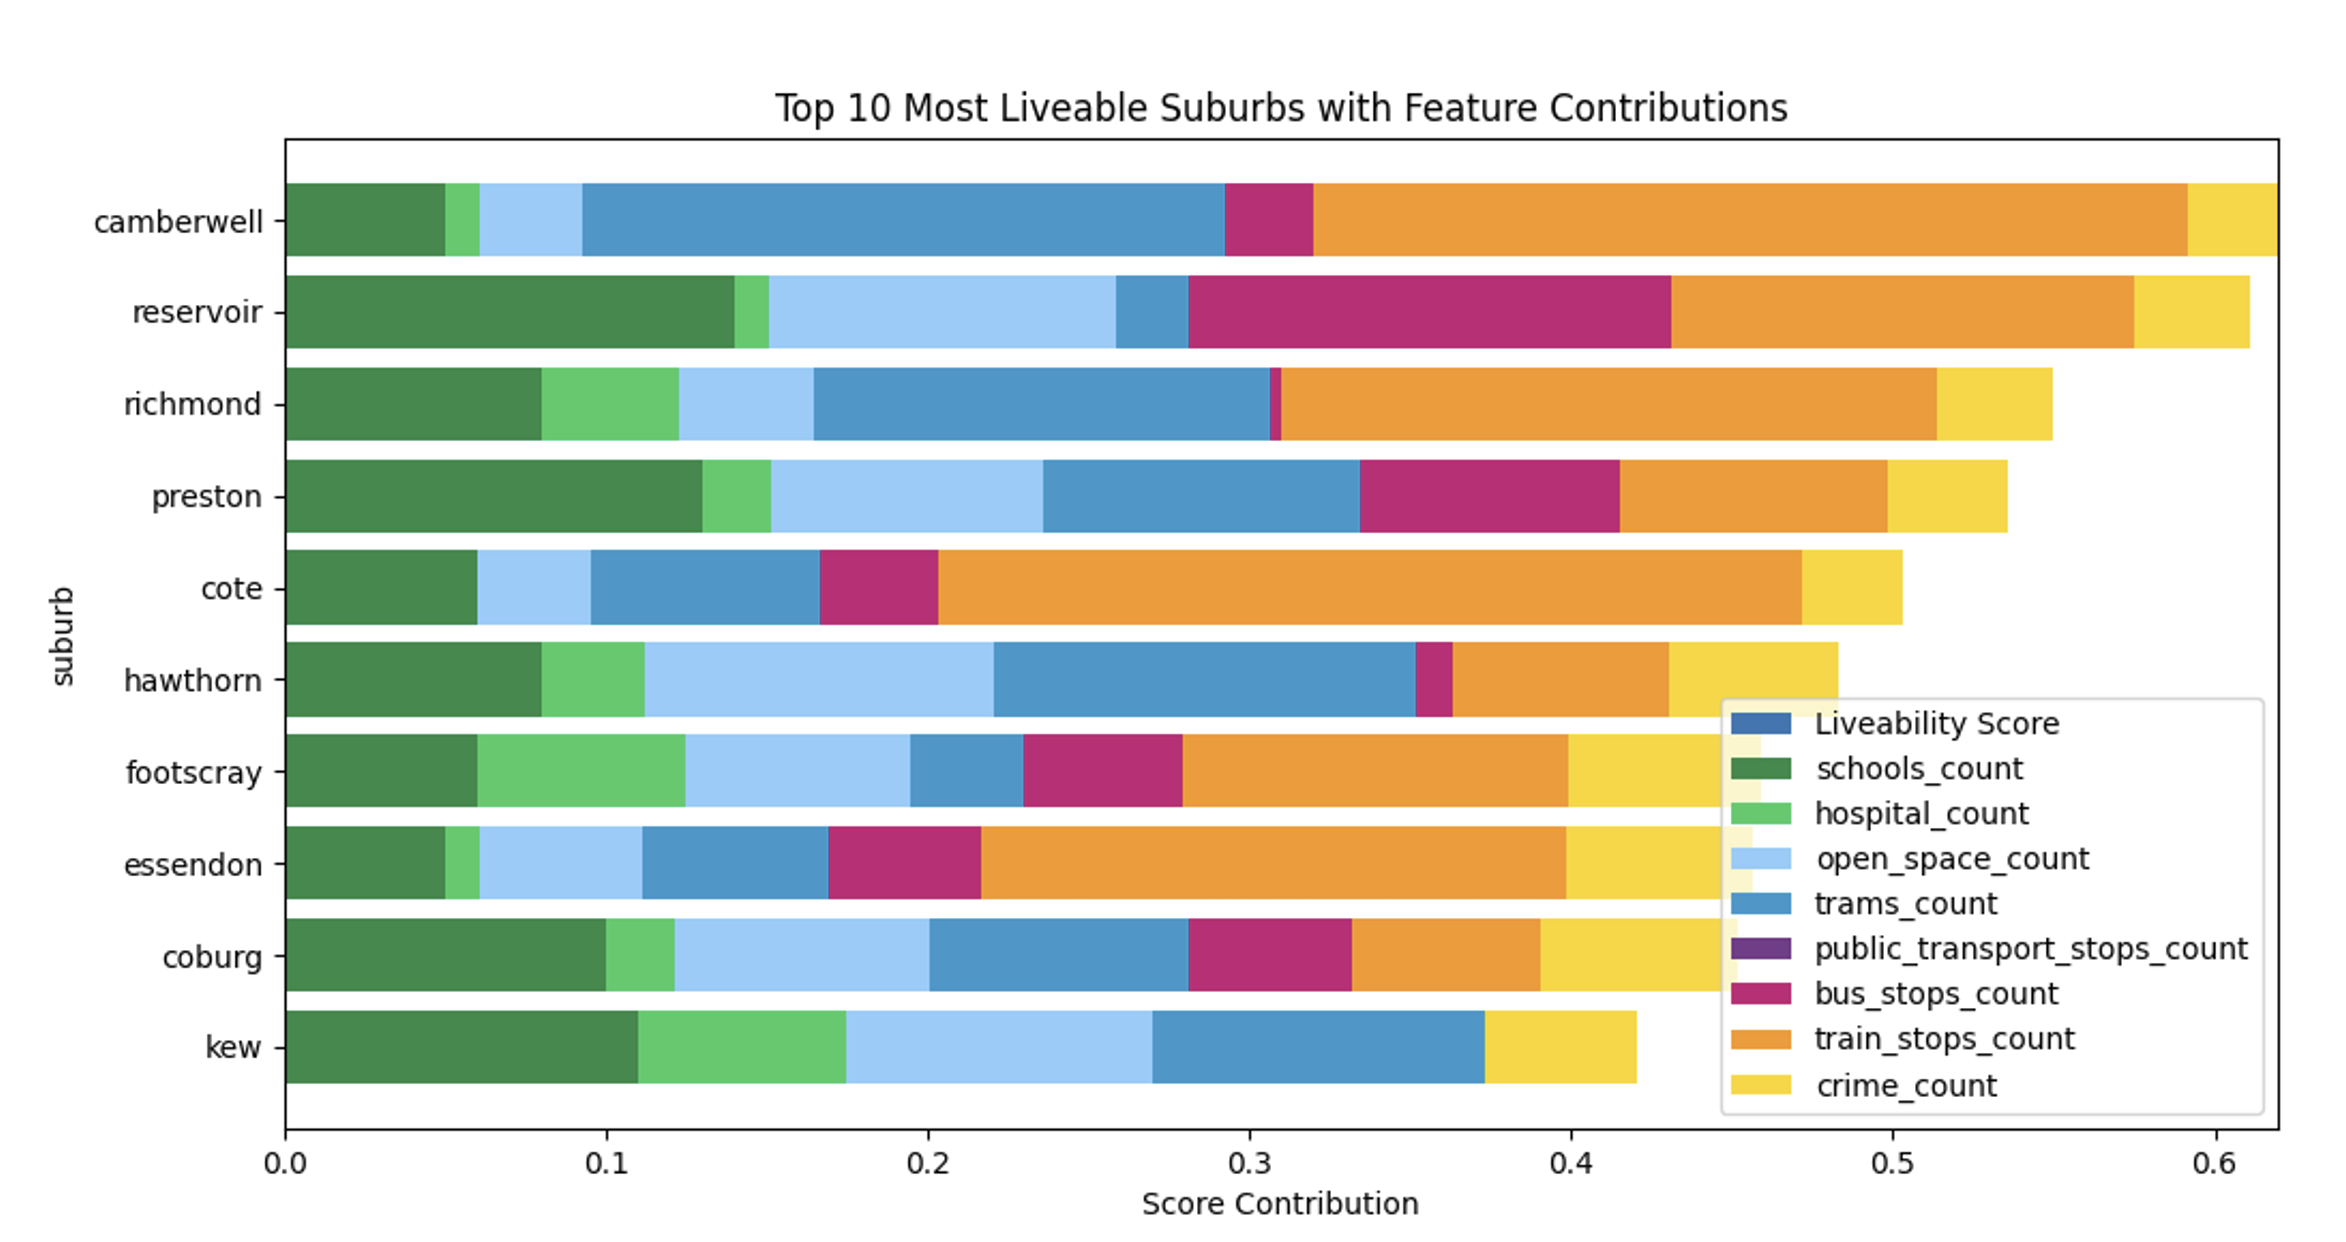 Top 10 Most Liveable Suburbs with Feature Contributions
camberwell
reservoir
richmond
preston
cote
hawthorn
footscray
essendon
coburg
kew
suburb
Liveability Score
schools_count
hospital_count
open_space_count
trams_count
public_transport_stops_count
bus_stops_count
train_stops_count
crime_count
0.0 0.1 0.2 0.3 0.4 0.5 0.6
Score Contribution